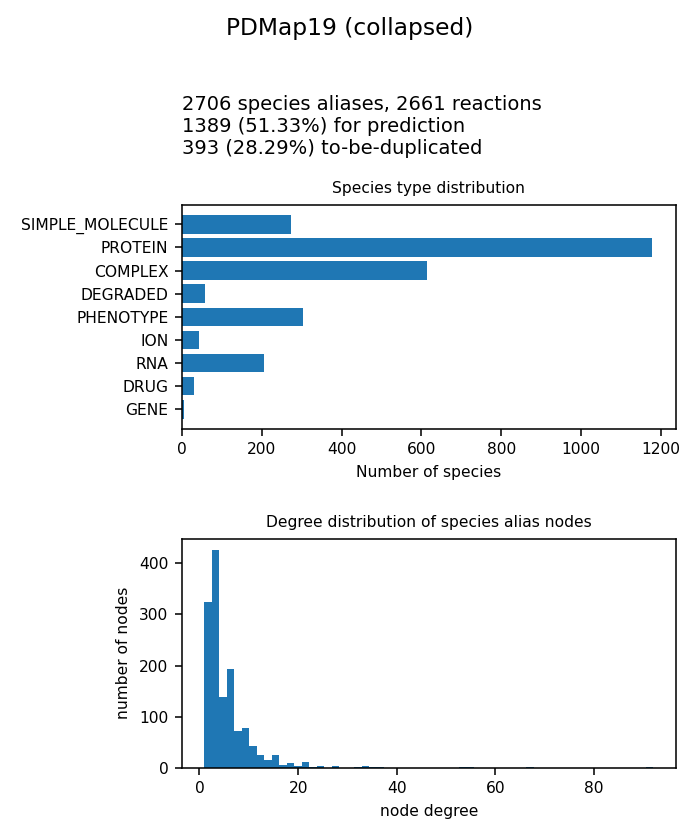 PDMap19 (collapsed)
2706 species aliases, 2661 reactions
1389 (51.33%) for prediction
393 (28.29%) to-be-duplicated
Species type distribution
SIMPLE_MOLECULE
PROTEIN
COMPLEX
DEGRADED
PHENOTYPE
ION
RNA
DRUG
GENE
0 200 400 600 800 1000 1200
Number of species
Degree distribution of species alias nodes
400
300
200
100
0
number of nodes
0 20 40 60 80
node degree